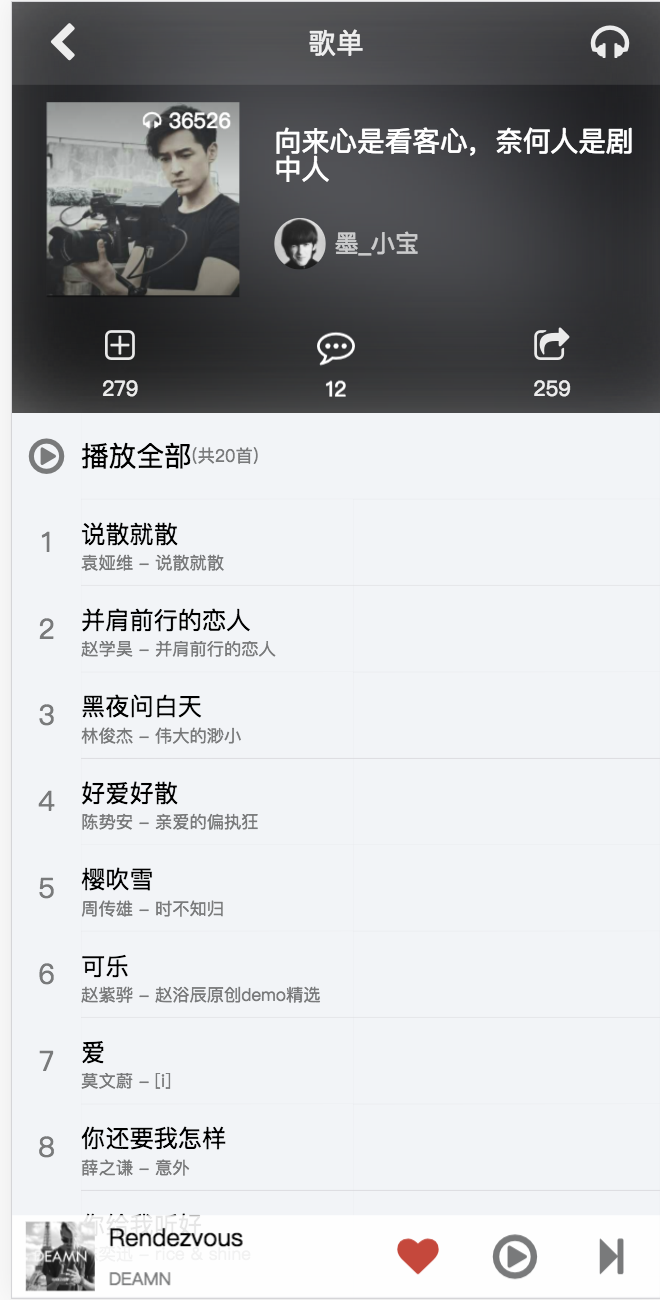 歌单
36526
向来心是看客心，奈何人是剧
中人
墨_小宝
279
12
259
播放全部(共20首)
1
说散就散
袁娅维 – 说散就散
2
并肩前行的恋人
赵学昊 – 并肩前行的恋人
3
黑夜问白天
林俊杰 – 伟大的渺小
4
好爱好散
陈势安 – 亲爱的偏执狂
5
樱吹雪
周传雄 – 时不知归
6
可乐
赵紫骅 – 赵浴辰原创demo精选
7
爱
莫文蔚 – [i]
8
你还要我怎样
薛之谦 – 意外
你给我听好
奕迅 – rice & shine
DEAMN
Rendezvous
DEAMN